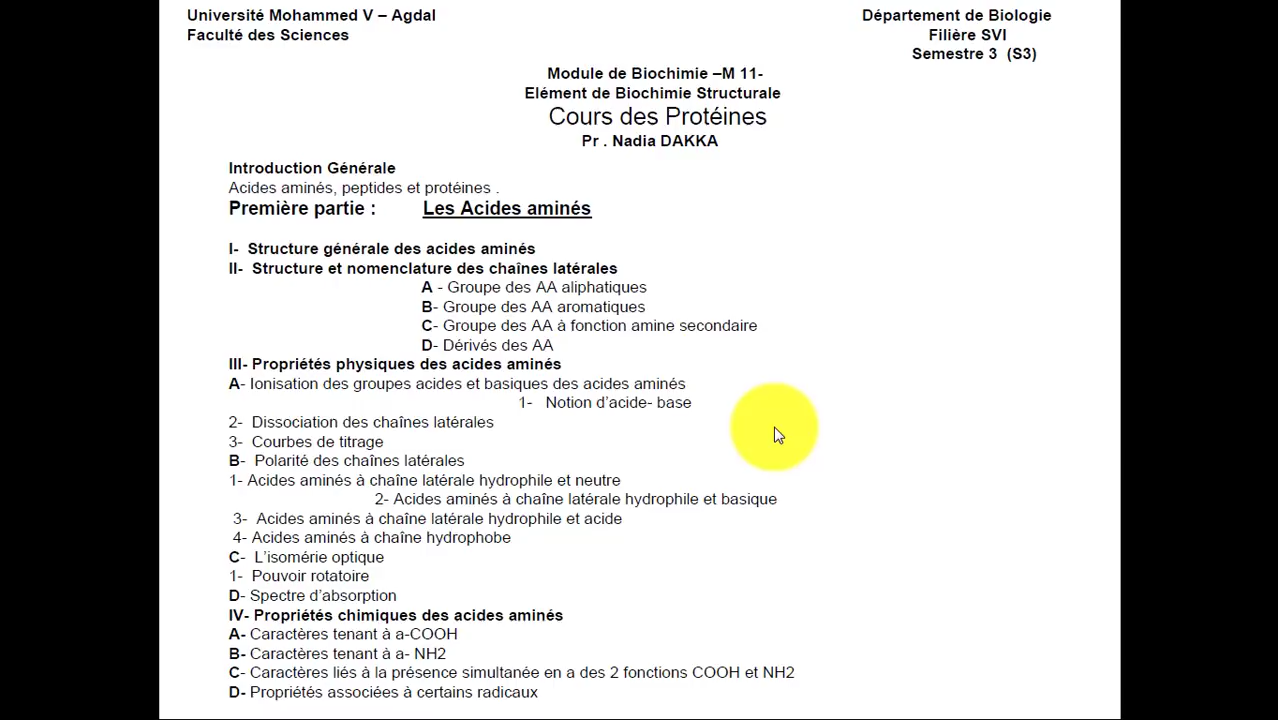 Université Mohammed V – Agdal
Faculté des Sciences
Département de Biologie
Filière SVI
Semestre 3 (S3)
Module de Biochimie –M 11-
Elément de Biochimie Structurale
Cours des Protéines
Pr . Nadia DAKKA
Introduction Générale
Acides aminés, peptides et protéines .
Première partie : Les Acides aminés
I- Structure générale des acides aminés
II- Structure et nomenclature des chaînes latérales
A - Groupe des AA aliphatiques
B- Groupe des AA aromatiques
C- Groupe des AA à fonction amine secondaire
D- Dérivés des AA
III- Propriétés physiques des acides aminés
A- Ionisation des groupes acides et basiques des acides aminés
1- Notion d'acide- base
2- Dissociation des chaînes latérales
3- Courbes de titrage
B- Polarité des chaînes latérales
1- Acides aminés à chaîne latérale hydrophile et neutre
2- Acides aminés à chaîne latérale hydrophile et basique
3- Acides aminés à chaîne latérale hydrophile et acide
4- Acides aminés à chaîne hydrophobe
C- L'isomérie optique
1- Pouvoir rotatoire
D- Spectre d'absorption
IV- Propriétés chimiques des acides aminés
A- Caractères tenant à a-COOH
B- Caractères tenant à a- NH2
C- Caractères liés à la présence simultanée en a des 2 fonctions COOH et NH2
D- Propriétés associées à certains radicaux